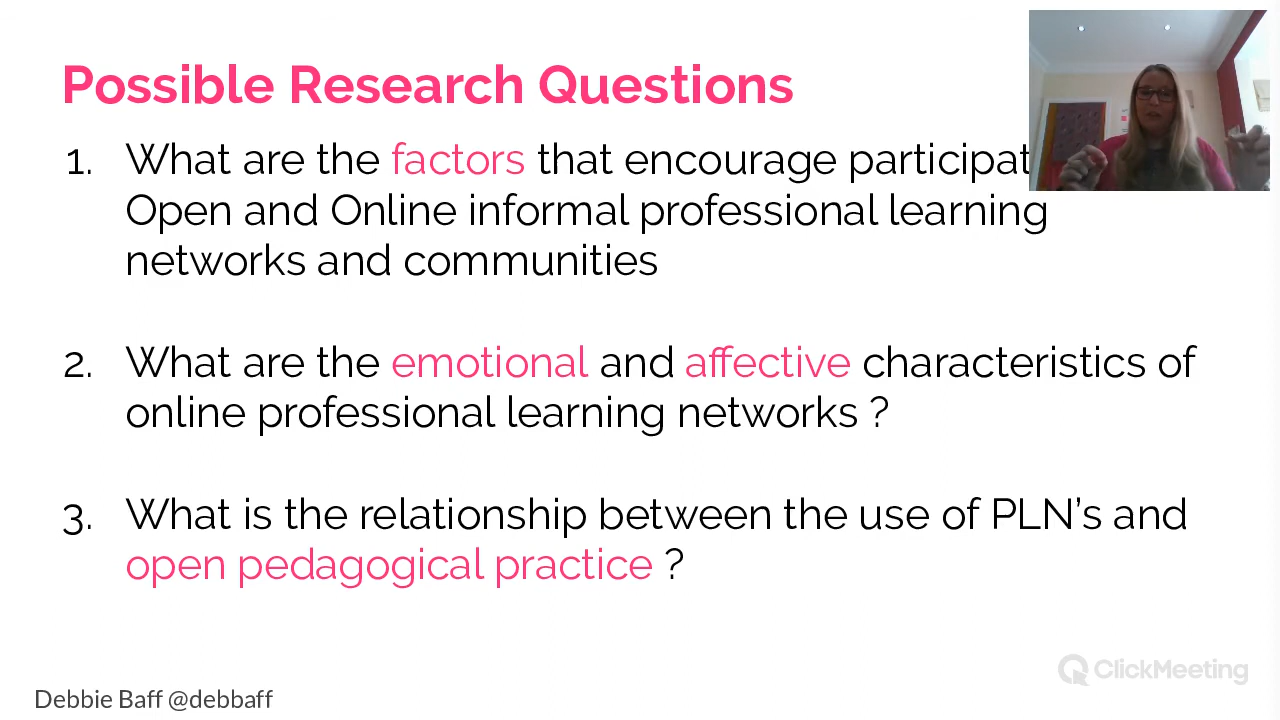 Possible Research Questions
1. What are the factors that encourage
Open and Online informal professional learning
networks and communities
2. What are the emotional and affective characteristics of
online professional learning networks ?
3. What is the relationship between the use of PLN’s and
open pedagogical practice ?
ClickMeeting
Debbie Baff @debbaff